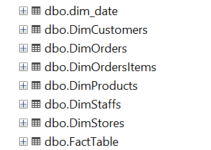 dbo.dim_date
dbo.DimCustomers
dbo.DimOrders
dbo.DimOrdersItems
dbo.DimProducts
dbo.DimStaffs
dbo.DimStores
dbo.FactTable